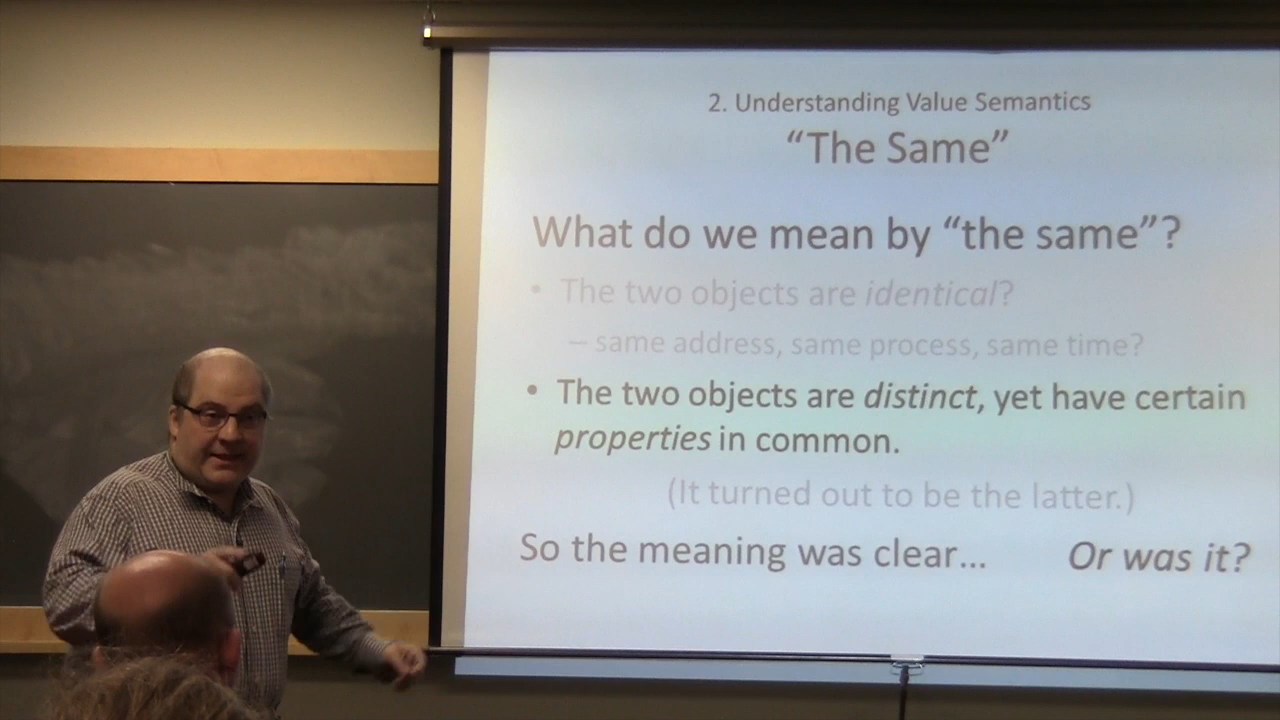 2. Understanding Value Semantics
“The Same”
What do we mean by “the same”?
• The two objects are identical?
– same address, same process, same time?
• The two objects are distinct, yet have certain
properties in common.
(It turned out to be the latter.)
So the meaning was clear… Or was it?